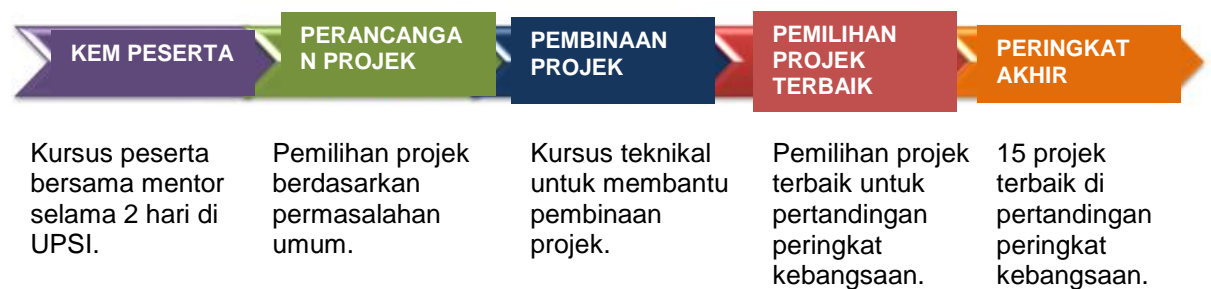 KEM PESERTA
PERANCANGA
N PROJEK
PEMBINAAN
PROJEK
PEMILIHAN
PROJEK
TERBAIK
PERINGKAT
AKHIR
Kursus peserta
bersama mentor
selama 2 hari di
UPSI.
Pemilihan projek
berdasarkan
permasalahan
umum.
Kursus teknikal
untuk membantu
pembinaan
projek.
Pemilihan projek
terbaik untuk
pertandingan
peringkat
kebangsaan.
15 projek
terbaik di
pertandingan
peringkat
kebangsaan.